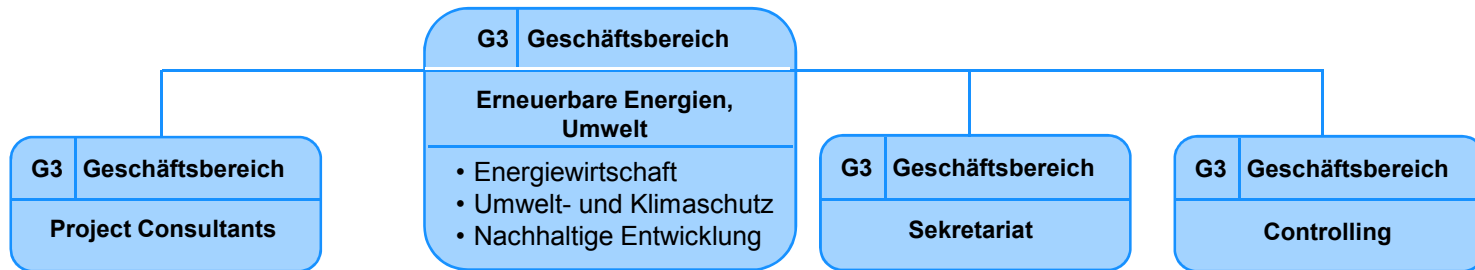 G3 Geschäftsbereich
Erneuerbare Energien,
Umwelt
• Energiewirtschaft
• Umwelt- und Klimaschutz
• Nachhaltige Entwicklung
G3 Geschäftsbereich
Project Consultants
G3 Geschäftsbereich
Sekretariat
G3 Geschäftsbereich
Controlling